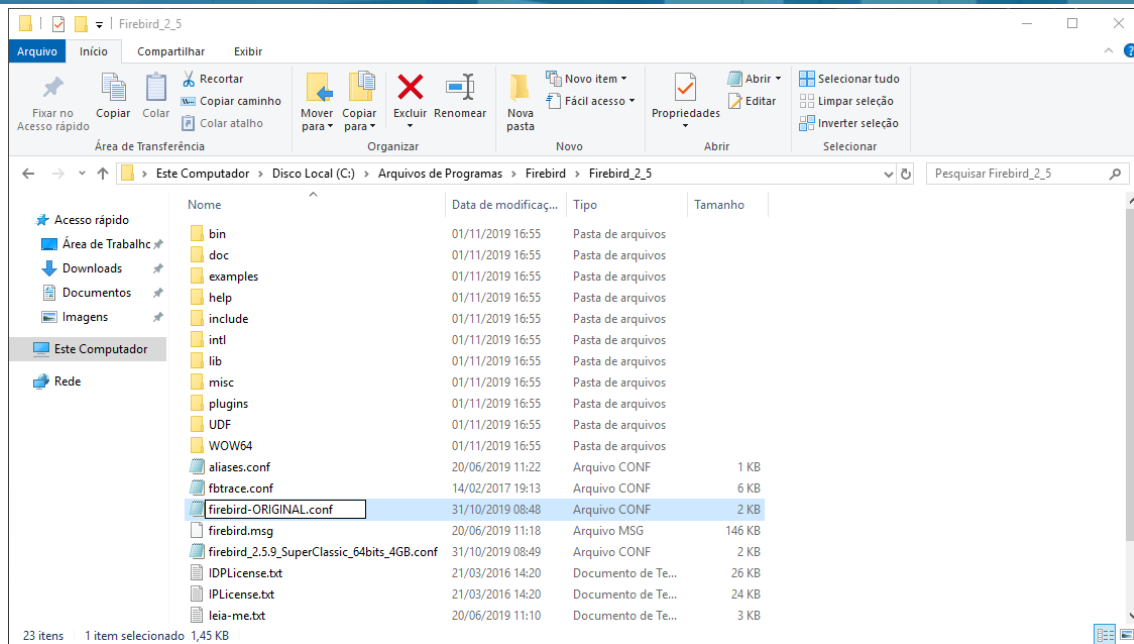 Firebird_2_5
Arquivo Início Compartilhar Exibir
Fixar no Acesso rápido
Copiar
Colar
Recortar
Copiar caminho
Colar atalho
Mover para
Copiar para
Excluir
Renomear
Nova pasta
Novo item
Fácil acesso
Propriedades
Abrir
Editar
Selecionar tudo
Limpar seleção
Inverter seleção
Área de Transferência Organizar Novo Abrir Selecionar
Este Computador > Disco Local (C:) > Arquivos de Programas > Firebird > Firebird_2_5 Pesquisar Firebird_2_5
Acesso rápido
Área de Trabalhc
Downloads
Documentos
Imagens
Este Computador
Rede
Nome Data de modificaç... Tipo Tamanho
bin 01/11/2019 16:55 Pasta de arquivos
doc 01/11/2019 16:55 Pasta de arquivos
examples 01/11/2019 16:55 Pasta de arquivos
help 01/11/2019 16:55 Pasta de arquivos
include 01/11/2019 16:55 Pasta de arquivos
intl 01/11/2019 16:55 Pasta de arquivos
lib 01/11/2019 16:55 Pasta de arquivos
misc 01/11/2019 16:55 Pasta de arquivos
plugins 01/11/2019 16:55 Pasta de arquivos
UDF 01/11/2019 16:55 Pasta de arquivos
WOW64 01/11/2019 16:55 Pasta de arquivos
aliases.conf 20/06/2019 11:22 Arquivo CONF 1 KB
fbtrace.conf 14/02/2017 19:13 Arquivo CONF 6 KB
firebird-ORIGINAL.conf 31/10/2019 08:48 Arquivo CONF 2 KB
firebird.msg 20/06/2019 11:18 Arquivo MSG 146 KB
firebird_2.5.9_SuperClassic_64bits_4GB.conf 31/10/2019 08:49 Arquivo CONF 2 KB
IDPLicense.txt 21/03/2016 14:20 Documento de Te... 26 KB
IPLicense.txt 21/03/2016 14:20 Documento de Te... 24 KB
leia-me.txt 20/06/2019 11:10 Documento de Te... 3 KB
23 itens 1 item selecionado 1,45 KB